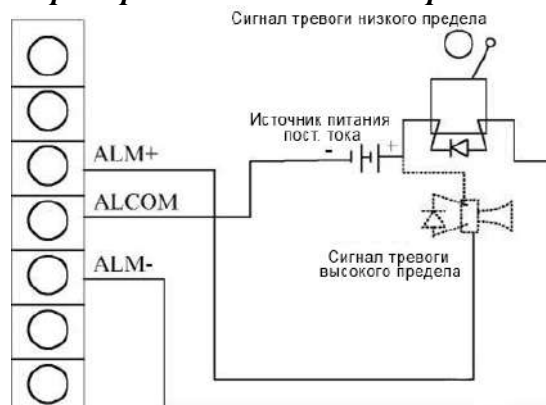 Сигнал тревоги низкого предела
Источник питания
пост. тока
- +
ALM+
ALCOM
ALM-
Сигнал тревоги
высокого предела